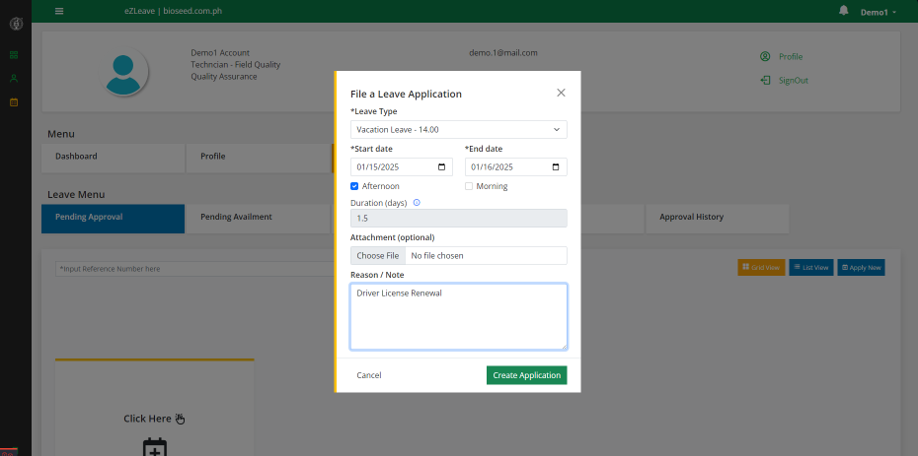 eZLeave | bioseed.com.ph
Demo1
Demo1 Account
Techncian - Field Quality
Quality Assurance
demo.1@mail.com
Profile
SignOut
Menu
Dashboard
Profile
Leave Menu
Pending Approval
Pending Availment
Approval History
*Input Reference Number here
Grid View
List View
Apply New
Click Here
File a Leave Application
*Leave Type
Vacation Leave - 14.00
*Start date
*End date
01/15/2025
01/16/2025
Afternoon
Morning
Duration (days)
1.5
Attachment (optional)
Choose File
No file chosen
Reason / Note
Driver License Renewal
Cancel
Create Application